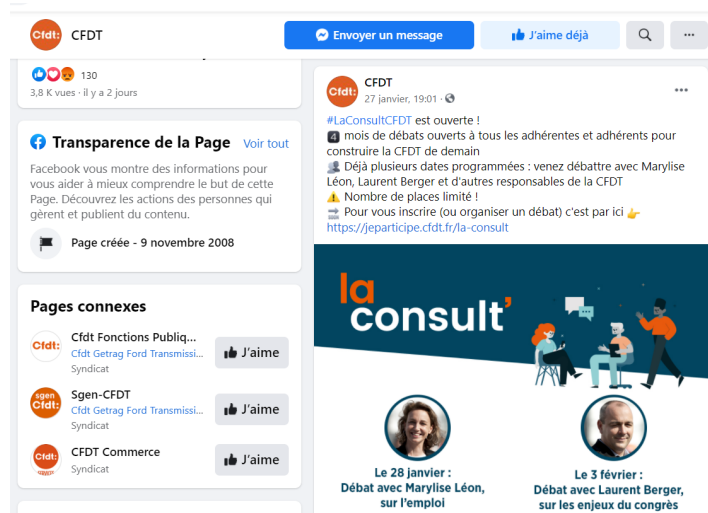 Cfdt:
CFDT
Envoyer un message
J'aime déjà
130
3,8 K vues · il y a 2 jours
Transparence de la Page
Voir tout
Facebook vous montre des informations pour
vous aider à mieux comprendre le but de cette
Page. Découvrez les actions des personnes qui
gèrent et publient du contenu.
Page créée - 9 novembre 2008
Pages connexes
Cfdt:
Cfdt Fonctions Publiq...
Cfdt Getrag Ford Transmissi...
Syndicat
J'aime
sgen
Cfdt:
Sgen-CFDT
Cfdt Getrag Ford Transmissi...
Syndicat
J'aime
Cfdt:
CFDT Commerce
Syndicat
J'aime
Cfdt:
CFDT
27 janvier, 19:01 ·
#LaConsultCFDT est ouverte !
4 mois de débats ouverts à tous les adhérentes et adhérents pour
construire la CFDT de demain
Déjà plusieurs dates programmées : venez débattre avec Marylise
Léon, Laurent Berger et d'autres responsables de la CFDT
Nombre de places limité !
Pour vous inscrire (ou organiser un débat) c'est par ici
https://jeparticipe.cfdt.fr/la-consult
la
consult'
Le 28 janvier :
Débat avec Marylise Léon,
sur l'emploi
Le 3 février :
Débat avec Laurent Berger,
sur les enjeux du congrès